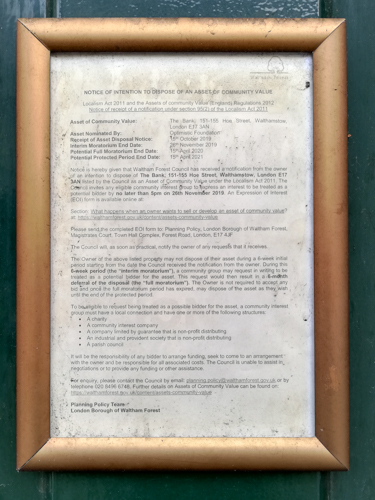 Waltham Forest
NOTICE OF INTENTION TO DISPOSE OF AN ASSET OF COMMUNITY VALUE
Localism Act 2011 and the Assets of community Value (England) Regulations 2012
Notice of receipt of a notification under section 95(2) of the Localism Act 2011
Asset of Community Value: The Bank, 151-153 Hoe Street, Walthamstow,
London E17 3AN
Asset Nominated By: Optimistic Foundation
Receipt of Asset Disposal Notice: October 2019
Interim Moratorium End Date: November 2019
Potential Full Moratorium End Date: April 2020
Potential Protected Period End Date: April 2021
Notice is hereby given that Waltham Forest Council has received a notification from the owner
of an intention to dispose of The Bank, 151-153 Hoe Street, Walthamstow, London E17
3AN listed by the Council as an Asset of Community Value under the Localism Act 2011. The
Council invites any eligible community interest group to express an interest to be treated as a
potential bidder by no later than 5pm on 26th November 2019. An Expression of Interest
(EOI) form is available online at:
Section: What happens when an owner wants to sell or develop an asset of community value?
at: https://walthamforest.gov.uk/content/assets-community-value
Please send the completed EOI form to: Planning Policy, London Borough of Waltham Forest,
Magistrates Court, Town Hall Complex, Forest Road, London, E17 4JF
The Council will, as soon as practical, notify the owner of any requests that it receives.
The Owner of the above listed property may not dispose of their asset during a 6-week initial
period starting from the date the Council received the notification from the owner. During this
6-week period (the "interim moratorium"), a community group may request in writing to be
treated as a potential bidder for the asset. This request would then result in a 6-month
deferral of the disposal (the "full moratorium"). The Owner is not required to accept any
bid and once the full moratorium period has expired, may dispose of the asset as they wish
until the end of the protected period.
To be eligible to request being treated as a possible bidder for the asset, a community interest
group must have a local connection and have one or more of the following structures:
• A charity
• A community interest company
• A company limited by guarantee that is non-profit distributing
• An industrial and provident society that is non-profit distributing
• A parish council
It will be the responsibility of any bidder to arrange funding, seek to come to an arrangement
with the owner and be responsible for all associated costs. The Council is unable to assist in
negotiations or to provide any funding or other assistance.
For enquiry, please contact the Council by email: planning.policy@walthamforest.gov.uk or by
telephone 020 8496 6740. Further details on Assets of Community Value can be found on:
https://walthamforest.gov.uk/content/assets-community-value
Planning Policy Team
London Borough of Waltham Forest